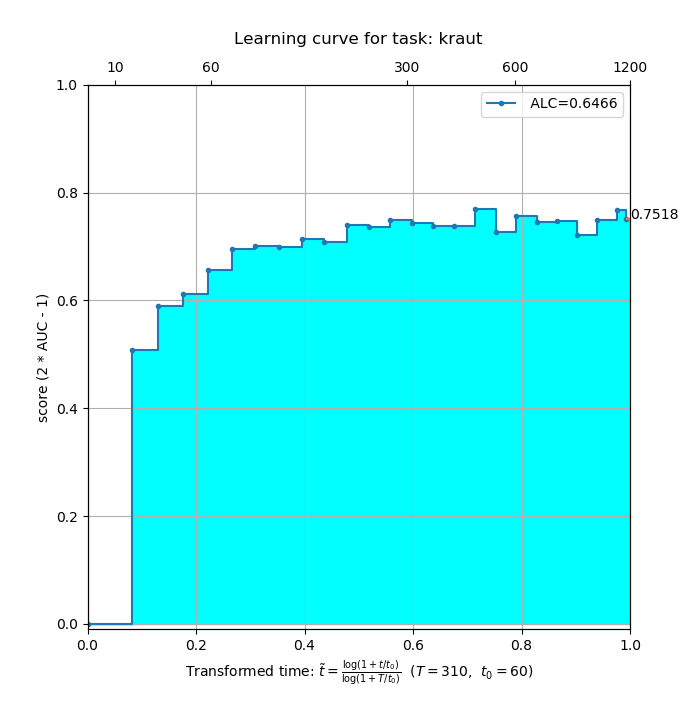 Learning curve for task: kraut
10 60 300 600 1200
ALC=0.6466
1.0
0.8
0.7518
0.6
0.4
0.2
0.0
score (2 * AUC - 1)
0.0 0.2 0.4 0.6 0.8 1.0
Transformed time: t̃ = log(1 + t/t₀) / log(1 + T/t₀) (T = 310, t₀ = 60)